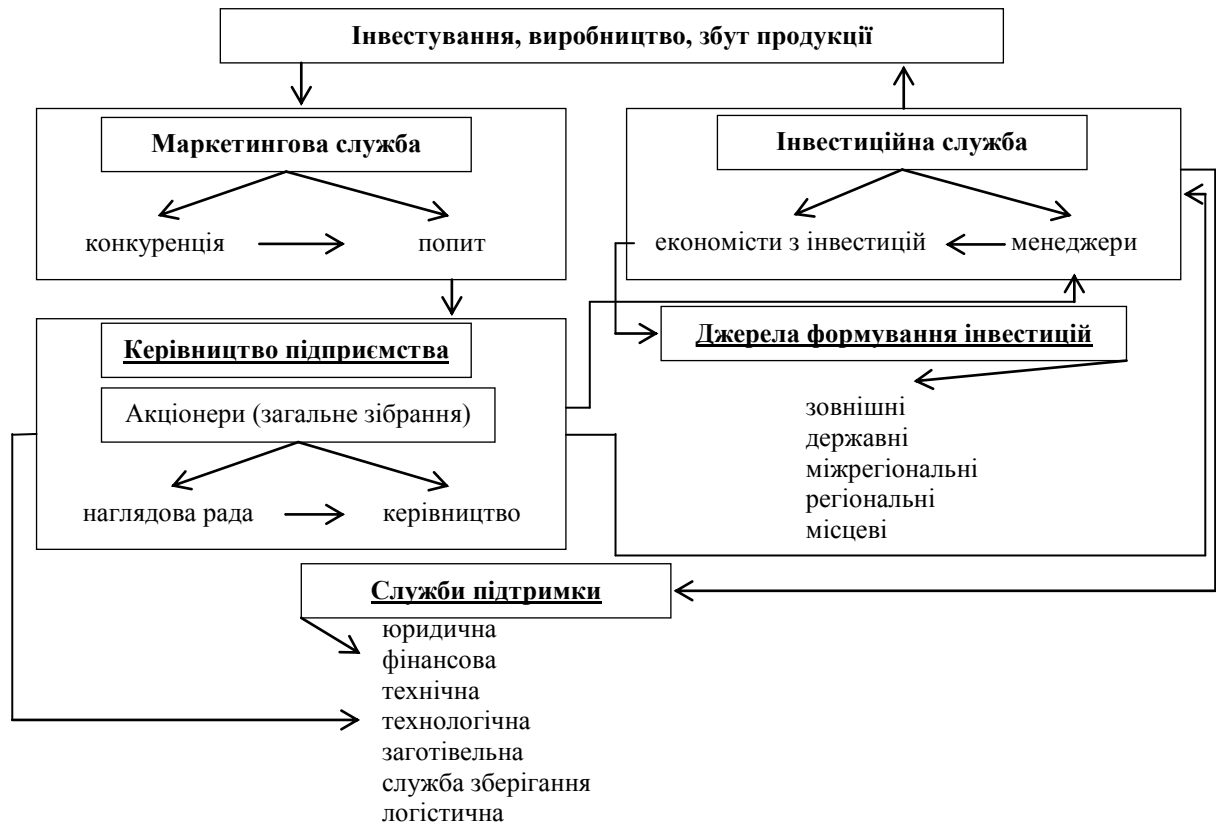 Інвестування, виробництво, збут продукції
Маркетингова служба
конкуренція
попит
Інвестиційна служба
економісти з інвестицій
менеджери
Керівництво підприємства
Акціонери (загальне зібрання)
наглядова рада
керівництво
Джерела формування інвестицій
зовнішні
державні
міжрегіональні
регіональні
місцеві
Служби підтримки
юридична
фінансова
технічна
технологічна
заготівельна
служба зберігання
логістична